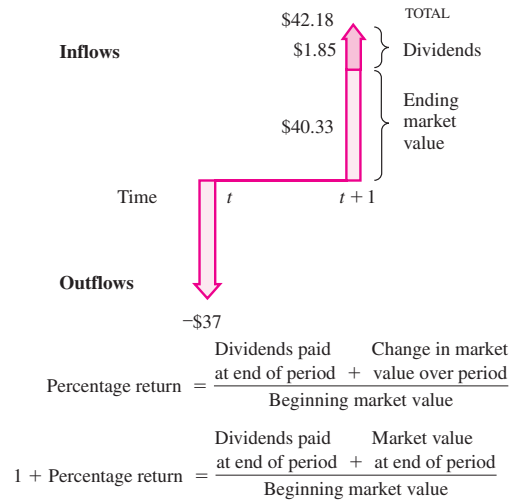 $42.18 TOTAL
Inflows $1.85 Dividends
$40.33 Ending
market
value
Time t t + 1
Outflows
−$37
Dividends paid Change in market
Percentage return = at end of period + value over period
Beginning market value
Dividends paid Market value
1 + Percentage return = at end of period + at end of period
Beginning market value